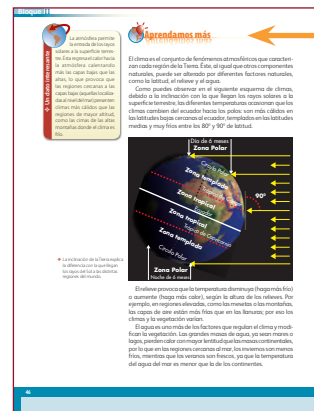 Bloque II
Aprendamos más
La atmósfera permite
la entrada de los rayos
solares a la superficie terres-
tre. Esta regresa el calor hacia
la atmósfera calentando
más las capas bajas que las
altas, lo que provoca que
las regiones cercanas a las
capas bajas (aquellas localiza-
das al nivel del mar) presenten
climas más cálidos que las
regiones de mayor altitud,
como las cimas de las altas
montañas donde el clima es
frío.
Un dato interesante
El clima es el conjunto de fenómenos atmosféricos que caracteri-
zan cada región de la Tierra. Éste, al igual que otros componentes
naturales, puede ser alterado por diferentes factores naturales,
como la latitud, el relieve y el agua.
Como puedes observar en el siguiente esquema de climas,
debido a la inclinación con la que llegan los rayos solares a la
superficie terrestre; las diferentes temperaturas ocasionan que los
climas cambien del ecuador hacia los polos; son más cálidos en
las latitudes bajas cercanas al ecuador, templados en las latitudes
medias y muy fríos entre los 80° y 90° de latitud.
Día de 6 meses
Zona Polar
Círculo Polar
Zona templada
Trópico de Cáncer
Zona tropical
Ecuador
Zona tropical
Trópico de Capricornio
Zona templada
Círculo Polar
Zona Polar
Noche de 6 meses
90°
La inclinación de la Tierra explica
la diferencia con la que llegan
los rayos del Sol a las distintas
regiones del mundo.
El relieve provoca que la temperatura disminuya (haga más frío)
o aumente (haga más calor), según la altura de los relieves. Por
ejemplo, en regiones elevadas, como las mesetas o las montañas,
las capas de aire están más frías que en las llanuras; por eso los
climas y la vegetación varían.
El agua es uno de los factores que regulan el clima y modi-
fican la vegetación. Las grandes masas de agua, ya sean mares o
lagos, pierden calor con mayor lentitud que las masas continentales,
por lo que en las regiones cercanas al mar, los inviernos son menos
fríos, mientras que los veranos son frescos, ya que la temperatura
del agua del mar es menor que la de los continentes.
46